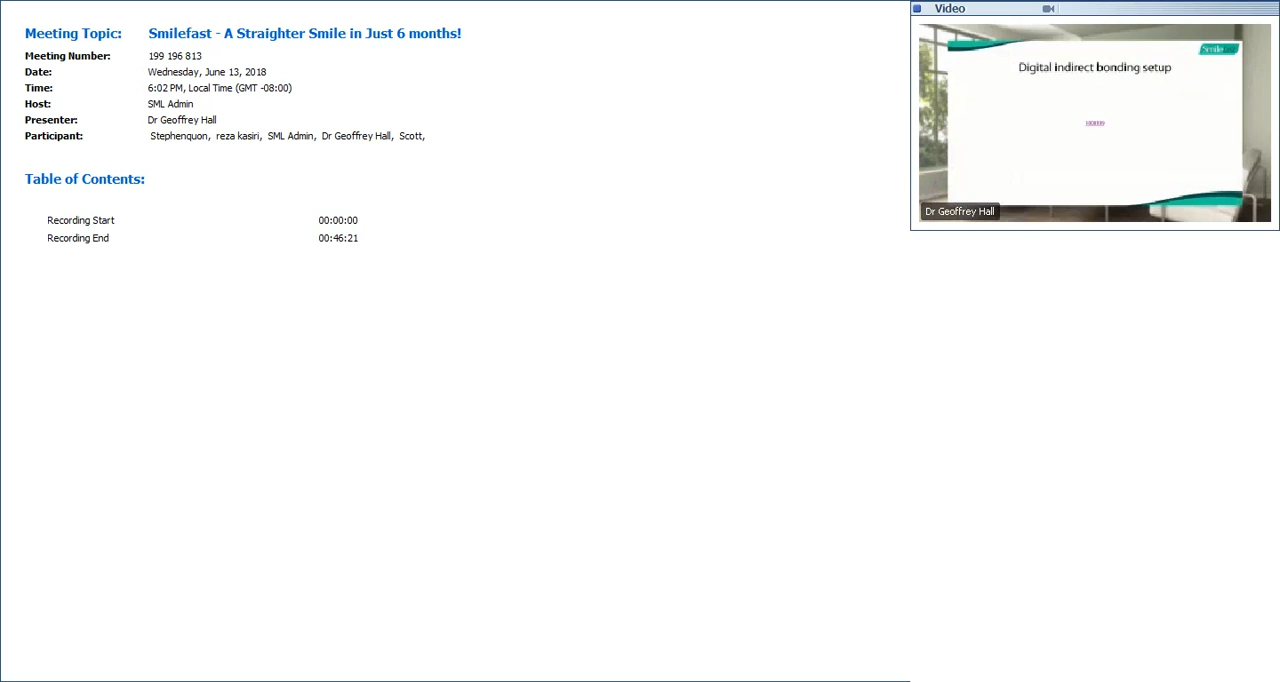 Meeting Topic: Smilefast - A Straighter Smile in Just 6 months!
Meeting Number: 199 196 813
Date: Wednesday, June 13, 2018
Time: 6:02 PM, Local Time (GMT -08:00)
Host: SML Admin
Presenter: Dr Geoffrey Hall
Participant: Stephenquon, reza kasiri, SML Admin, Dr Geoffrey Hall, Scott,
Table of Contents:
Recording Start 00:00:00
Recording End 00:46:21
Video
Smile
Digital indirect bonding setup
Dr Geoffrey Hall